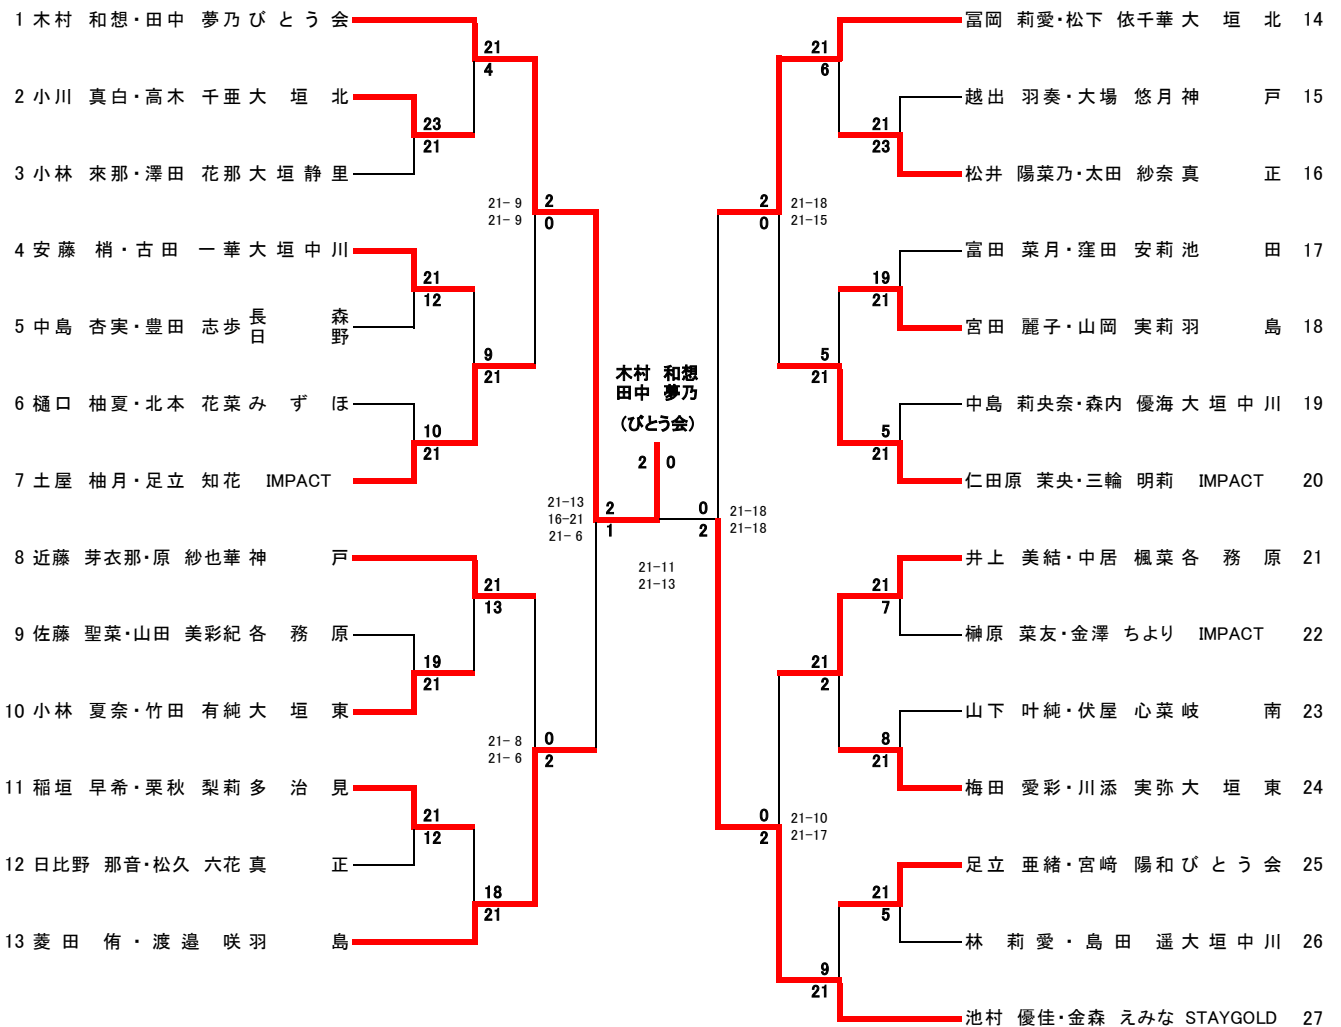 1 木村 和想・田中 夢乃 びとう会
21
4
2 小川 真白・高木 千亜 大垣北
23
21
3 小林 來那・澤田 花那 大垣静里
21- 9
21- 9
2
0
4 安藤 梢・古田 一華 大垣中川
21
12
5 中島 杏実・豊田 志歩 長森
日野
9
21
6 樋口 柚夏・北本 花菜 みずほ
10
21
7 土屋 柚月・足立 知花 IMPACT
21-13
16-21
21- 6
2
1
8 近藤 芽衣那・原 紗也華 神戸
21
13
9 佐藤 聖菜・山田 美彩紀 各務原
19
21
10 小林 夏奈・竹田 有純 大垣東
21- 8
21- 6
0
2
11 稲垣 早希・栗秋 梨莉 多治見
21
12
12 日比野 那音・松久 六花 真正
18
21
13 菱田 侑・渡邉 咲 羽島
木村 和想
田中 夢乃
(びとう会)
2 0
21-11
21-13
冨岡 莉愛・松下 依千華 大垣北 14
21
6
越出 羽奏・大場 悠月 神戸 15
21
23
松井 陽菜乃・太田 紗奈 真正 16
2
0
21-18
21-15
富田 菜月・窪田 安莉 池田 17
19
21
宮田 麗子・山岡 実莉 羽島 18
5
21
中島 莉央奈・森内 優海 大垣中川 19
5
21
仁田原 茉央・三輪 明莉 IMPACT 20
0
2
21-18
21-18
井上 美結・中居 楓菜 各務原 21
21
7
榊原 菜友・金澤 ちより IMPACT 22
21
2
山下 叶純・伏屋 心菜 岐南 23
8
21
梅田 愛彩・川添 実弥 大垣東 24
0
2
21-10
21-17
足立 亜緒・宮﨑 陽和 びとう会 25
21
5
林 莉愛・島田 遥 大垣中川 26
9
21
池村 優佳・金森 えみな STAYGOLD 27